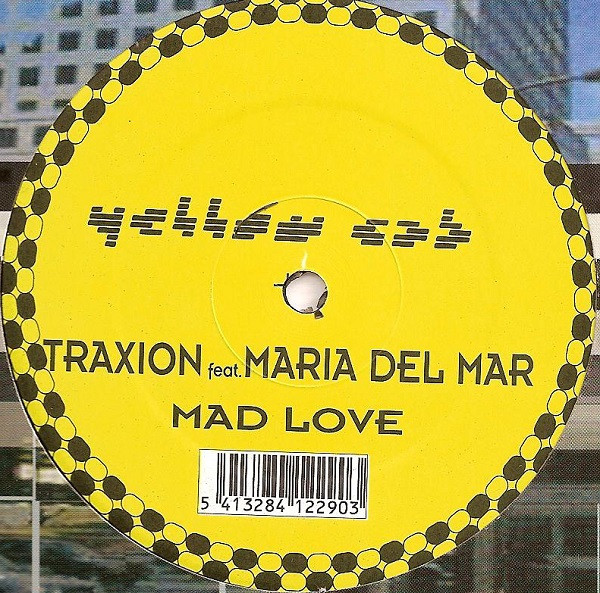 yellow cab
TRAXION feat. MARIA DEL MAR
MAD LOVE
5 413284 122903